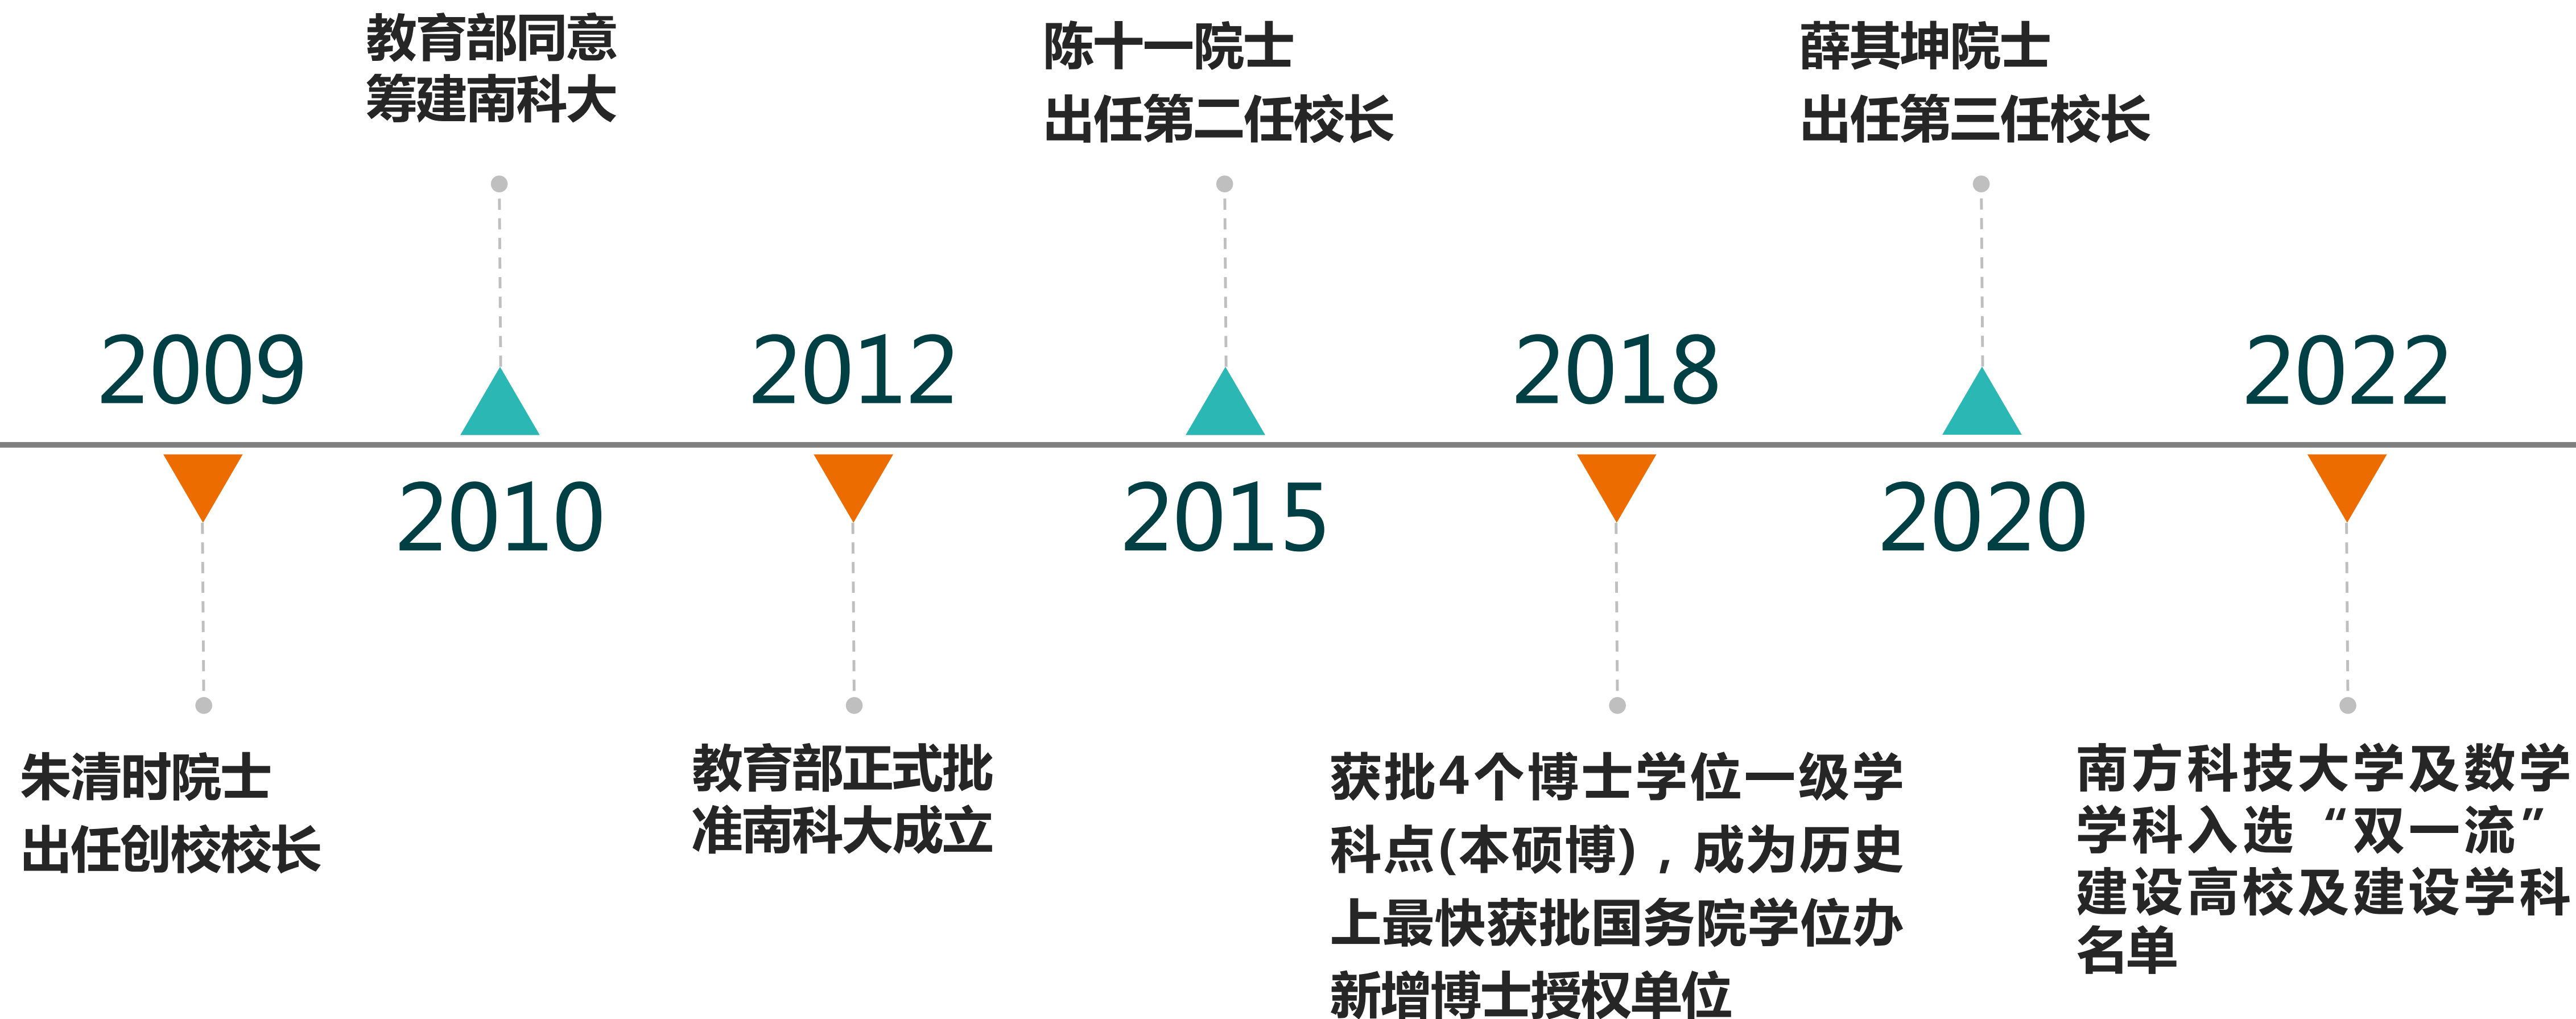 教育部同意
筹建南科大
陈十一院士
出任第二任校长
薛其坤院士
出任第三任校长
2009
2012
2018
2022
2010
2015
2020
朱清时院士
出任创校校长
教育部正式批
准南科大成立
获批4个博士学位一级学
科点(本硕博)，成为历史
上最快获批国务院学位办
新增博士授权单位
南方科技大学及数学
学科入选“双一流”
建设高校及建设学科
名单